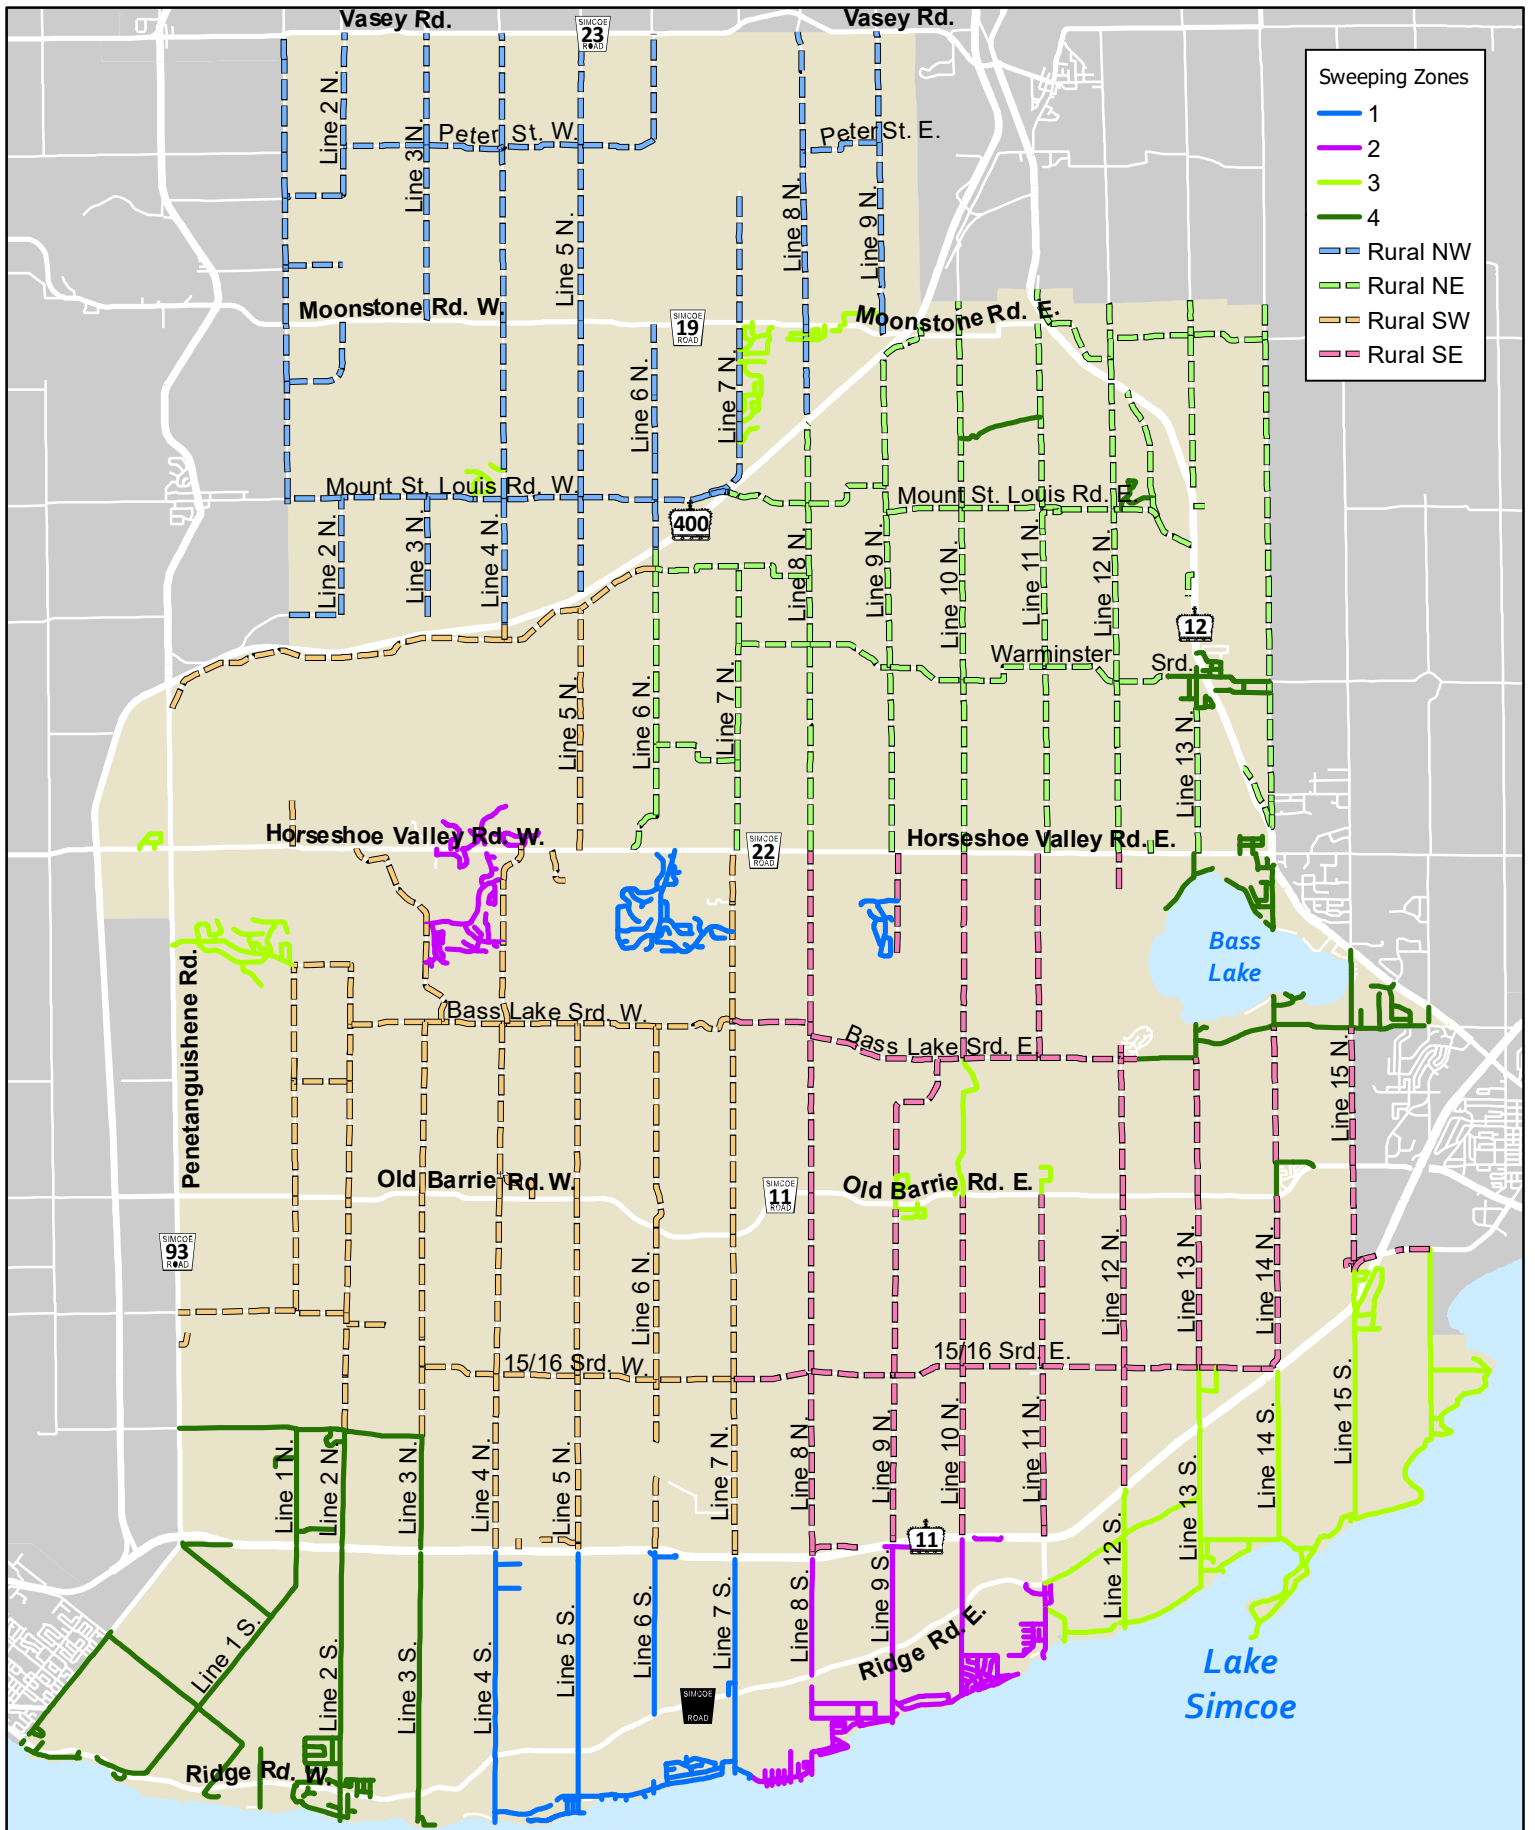 Vasey Rd.
SIMCOE
23
ROAD
Vasey Rd.
Sweeping Zones
1
2
3
4
Rural NW
Rural NE
Rural SW
Rural SE
Line 2 N.
Line 3 N.
Peter St. W.
Peter St. E.
Line 5 N.
Line 8 N.
Line 9 N.
Moonstone Rd. W.
SIMCOE
19
ROAD
Moonstone Rd. E.
Line 6 N.
Line 7 N.
Mount St. Louis Rd. W.
Mount St. Louis Rd. E.
400
Line 2 N.
Line 3 N.
Line 4 N.
Line 8 N.
Line 9 N.
Line 10 N.
Line 11 N.
Line 12 N.
12
Warminster Srd.
Line 5 N.
Line 6 N.
Line 7 N.
Line 13 N.
Horseshoe Valley Rd. W.
SIMCOE
22
ROAD
Horseshoe Valley Rd. E.
Bass
Lake
Penetanguishene Rd.
Bass Lake Srd. W.
Bass Lake Srd. E.
Line 15 N.
Old Barrie Rd. W.
SIMCOE
11
ROAD
Old Barrie Rd. E.
SIMCOE
93
ROAD
Line 6 N.
Line 12 N.
Line 13 N.
Line 14 N.
15/16 Srd. W.
15/16 Srd. E.
Line 15 S.
Line 1 N.
Line 2 N.
Line 3 N.
Line 4 N.
Line 5 N.
Line 7 N.
Line 8 N.
Line 9 N.
Line 10 N.
Line 11 N.
Line 14 S.
Line 13 S.
11
Line 12 S.
Line 1 S.
Line 2 S.
Line 3 S.
Line 4 S.
Line 5 S.
Line 6 S.
Line 7 S.
Line 8 S.
Line 9 S.
Ridge Rd. E.
Lake
Simcoe
SIMCOE
ROAD
Ridge Rd. W.